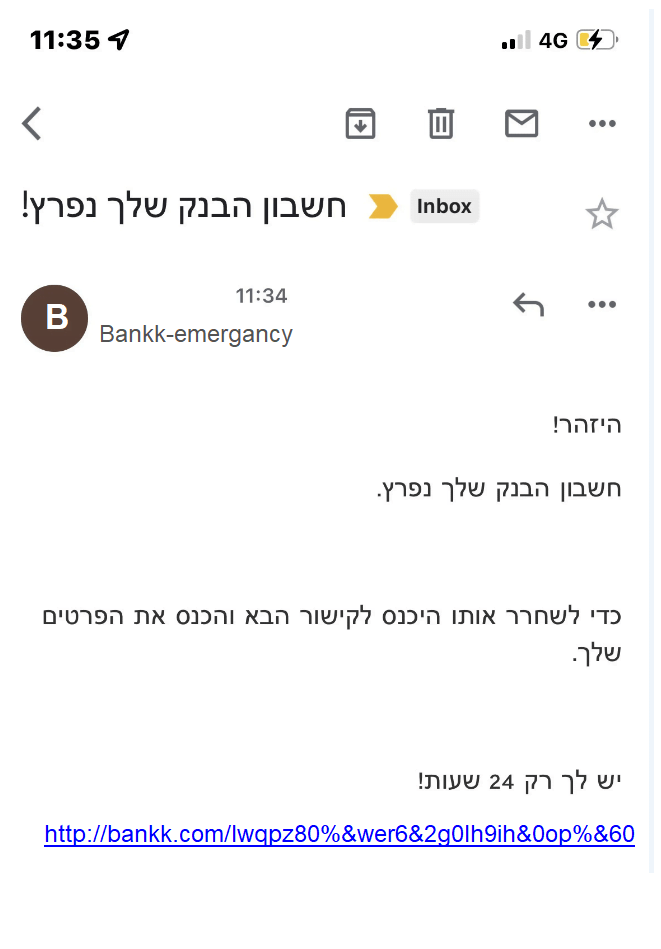 11:35
4G
חשבון הבנק שלך נפרץ!
Inbox
B
11:34
Bankk-emergancy
היזהר!
חשבון הבנק שלך נפרץ.
כדי לשחרר אותו היכנס לקישור הבא והכנס את הפרטים
שלך.
יש לך רק 24 שעות!
http://bankk.com/lwqpz80%&wer6&2g0lh9ih&0op%&60